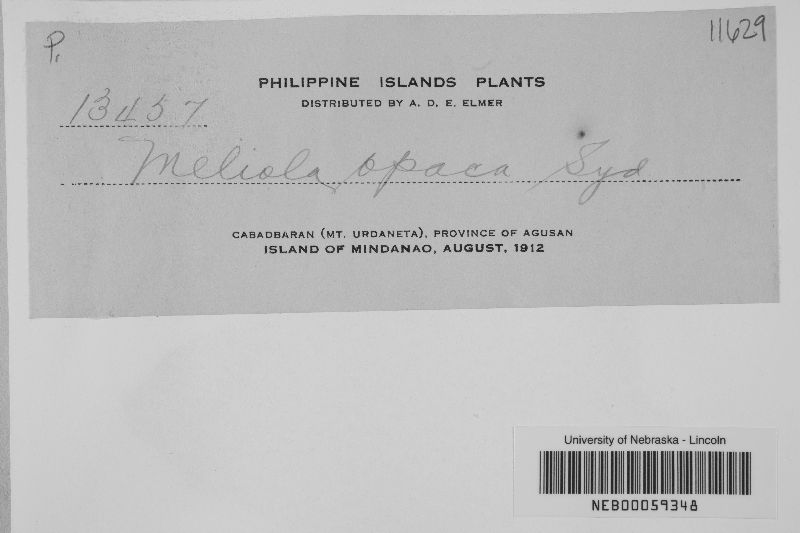 P.
11629
PHILIPPINE ISLANDS PLANTS
DISTRIBUTED BY A. D. E. ELMER
13457
Meliola opaca Syd
CABADBARAN (MT. URDANETA), PROVINCE OF AGUSAN
ISLAND OF MINDANAO, AUGUST, 1912
University of Nebraska - Lincoln
NEB00059348